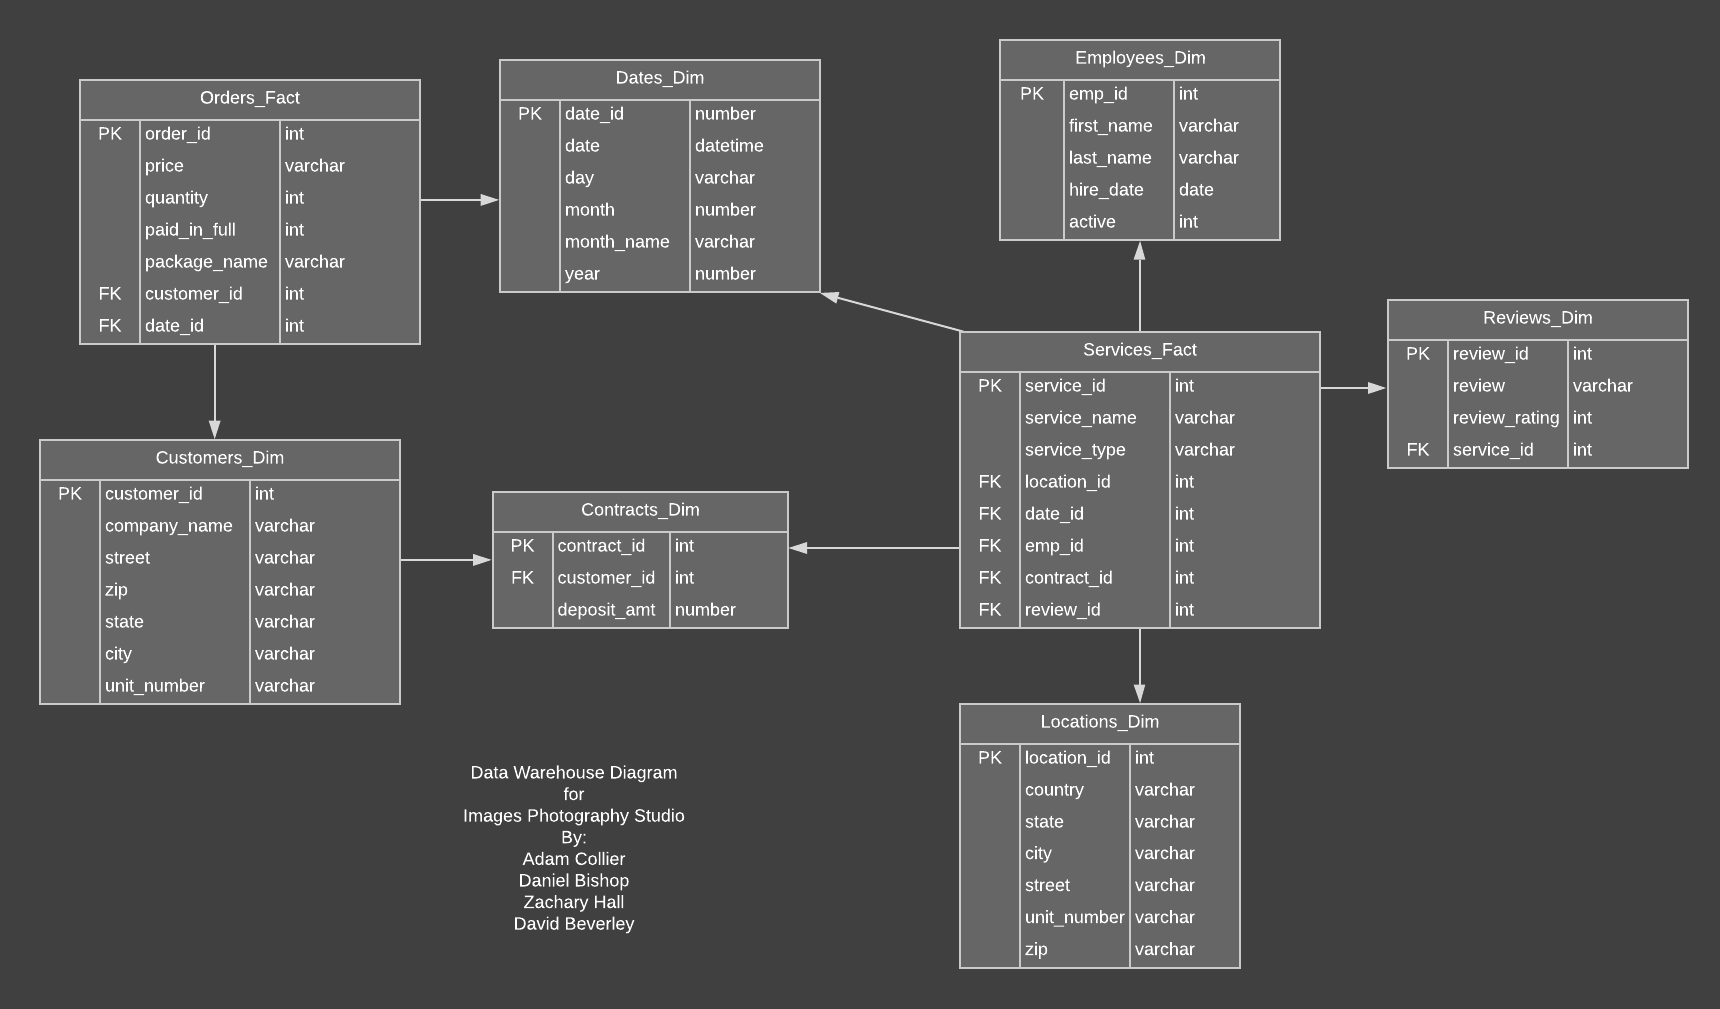 Orders_Fact
PK order_id int
price varchar
quantity int
paid_in_full int
package_name varchar
FK customer_id int
FK date_id int
Dates_Dim
PK date_id number
date datetime
day varchar
month number
month_name varchar
year number
Employees_Dim
PK emp_id int
first_name varchar
last_name varchar
hire_date date
active int
Reviews_Dim
PK review_id int
review varchar
review_rating int
FK service_id int
Services_Fact
PK service_id int
service_name varchar
service_type varchar
FK location_id int
FK date_id int
FK emp_id int
FK contract_id int
FK review_id int
Customers_Dim
PK customer_id int
company_name varchar
street varchar
zip varchar
state varchar
city varchar
unit_number varchar
Contracts_Dim
PK contract_id int
FK customer_id int
deposit_amt number
Locations_Dim
PK location_id int
country varchar
state varchar
city varchar
street varchar
unit_number varchar
zip varchar
Data Warehouse Diagram
for
Images Photography Studio
By:
Adam Collier
Daniel Bishop
Zachary Hall
David Beverley